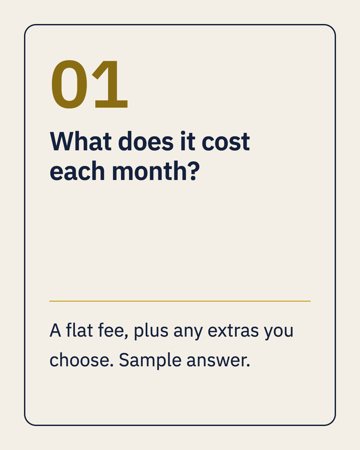 01
What does it cost
each month?
A flat fee, plus any extras you
choose. Sample answer.